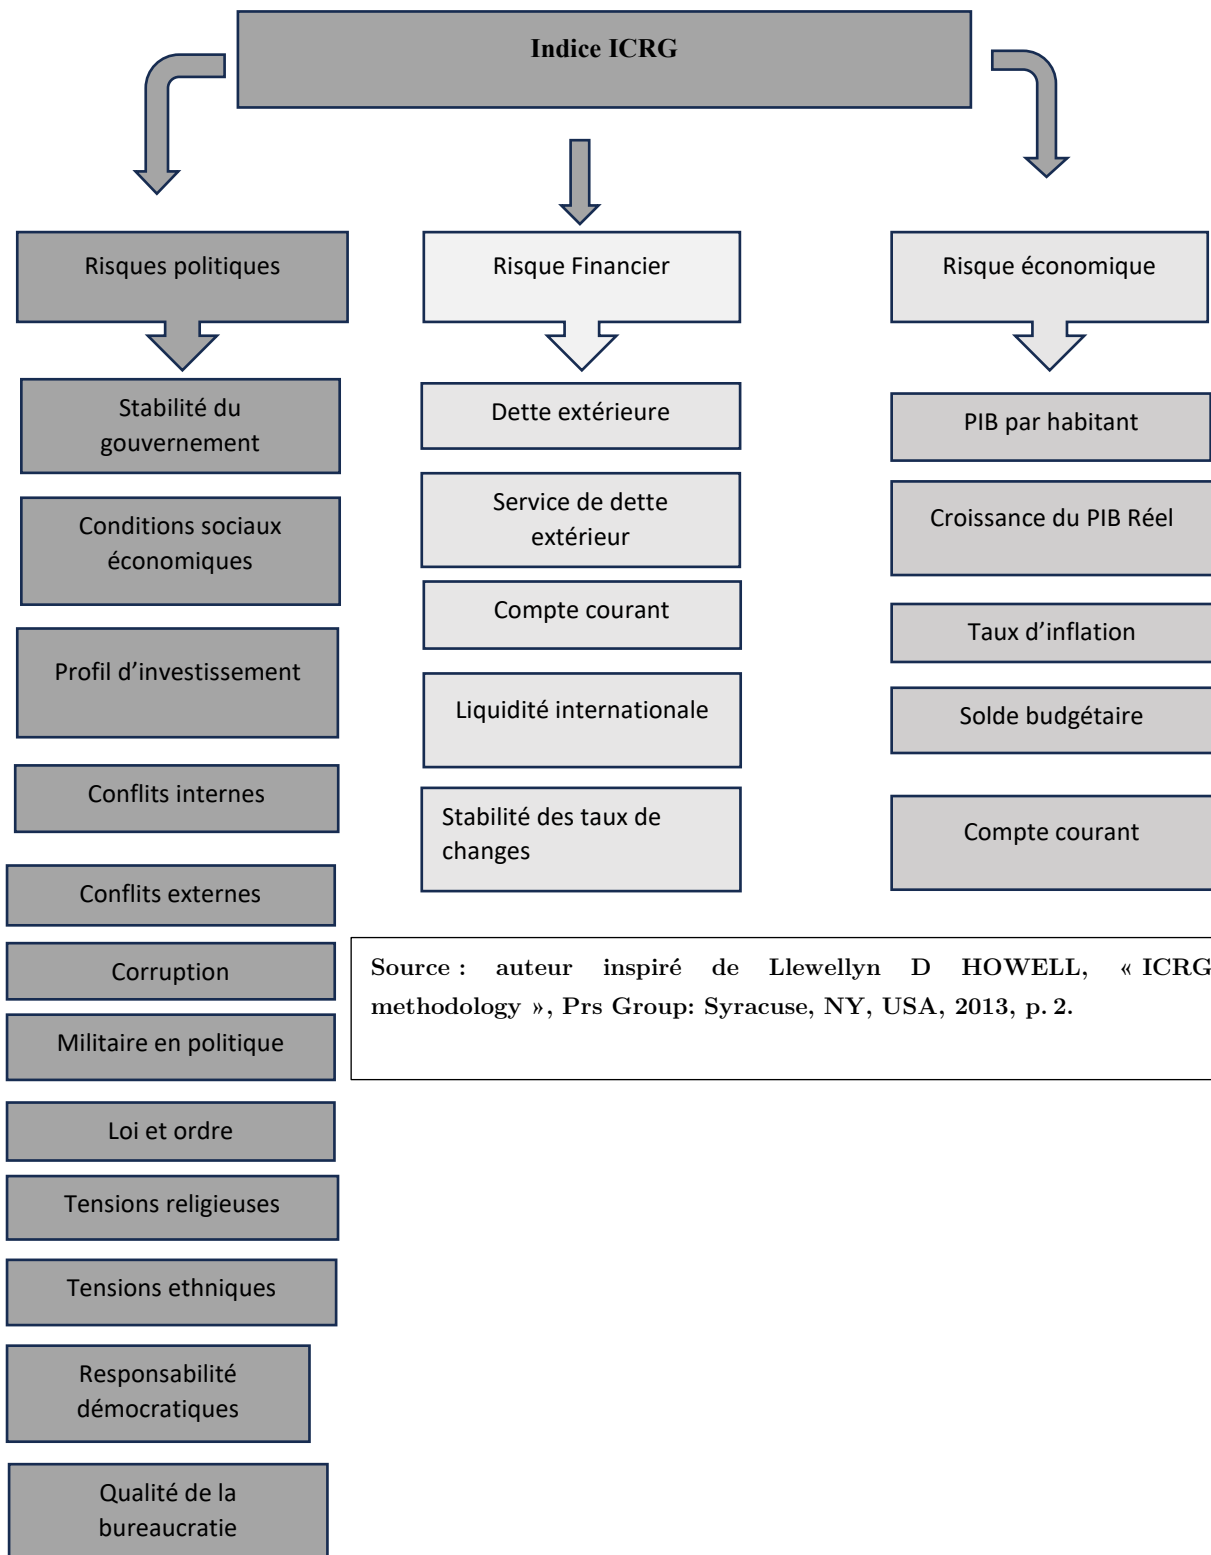 Indice ICRG
Risques politiques
Stabilité du
gouvernement
Conditions sociaux
économiques
Profil d’investissement
Conflits internes
Conflits externes
Corruption
Militaire en politique
Loi et ordre
Tensions religieuses
Tensions ethniques
Responsabilité
démocratiques
Qualité de la
bureaucratie
Risque Financier
Dette extérieure
Service de dette
extérieur
Compte courant
Liquidité internationale
Stabilité des taux de
changes
Risque économique
PIB par habitant
Croissance du PIB Réel
Taux d’inflation
Solde budgétaire
Compte courant
Source : auteur inspiré de Llewellyn D HOWELL, « ICRG
methodology », Prs Group: Syracuse, NY, USA, 2013, p. 2.